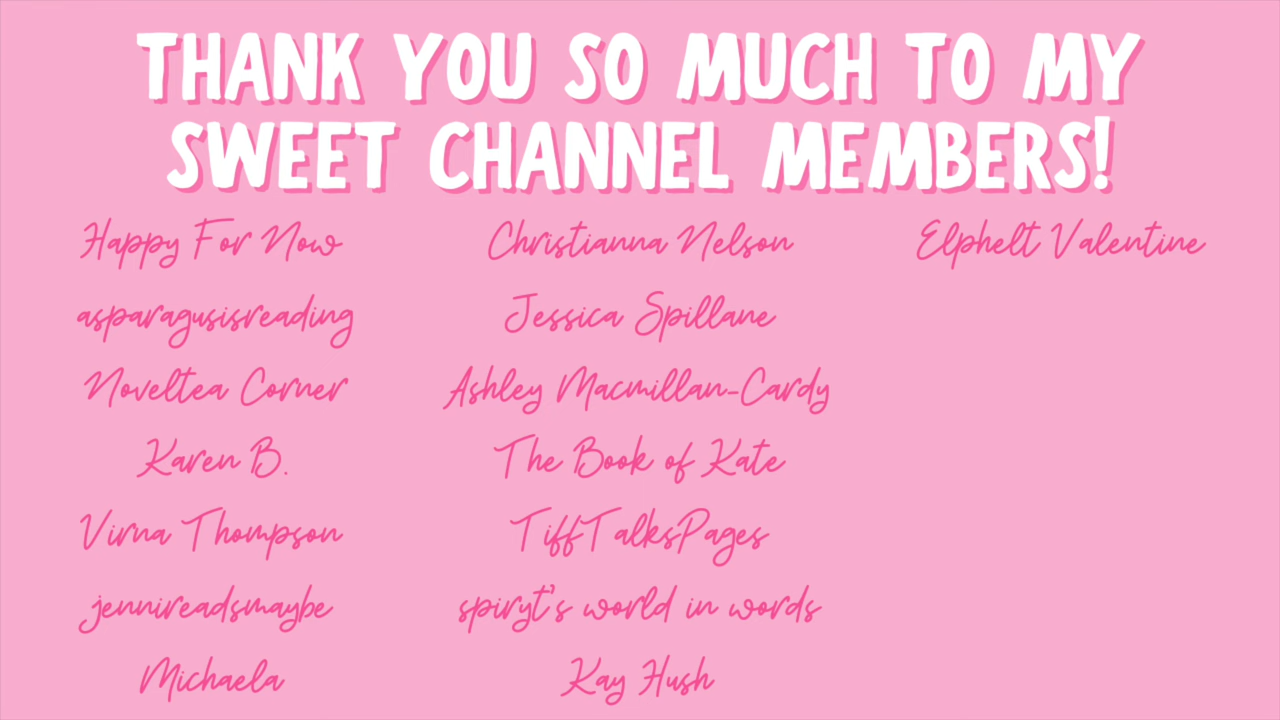 THANK YOU SO MUCH TO MY
SWEET CHANNEL MEMBERS!
Happy For Now
asparagusisreading
Noveltea Corner
Karen B.
Virna Thompson
jennireadsmaybe
Michaela
Christianna Nelson
Jessica Spillane
Ashley Macmillan-Cardy
The Book of Kate
TiffTalksPages
spiryt's world in words
Kay Hush
Elphelt Valentine